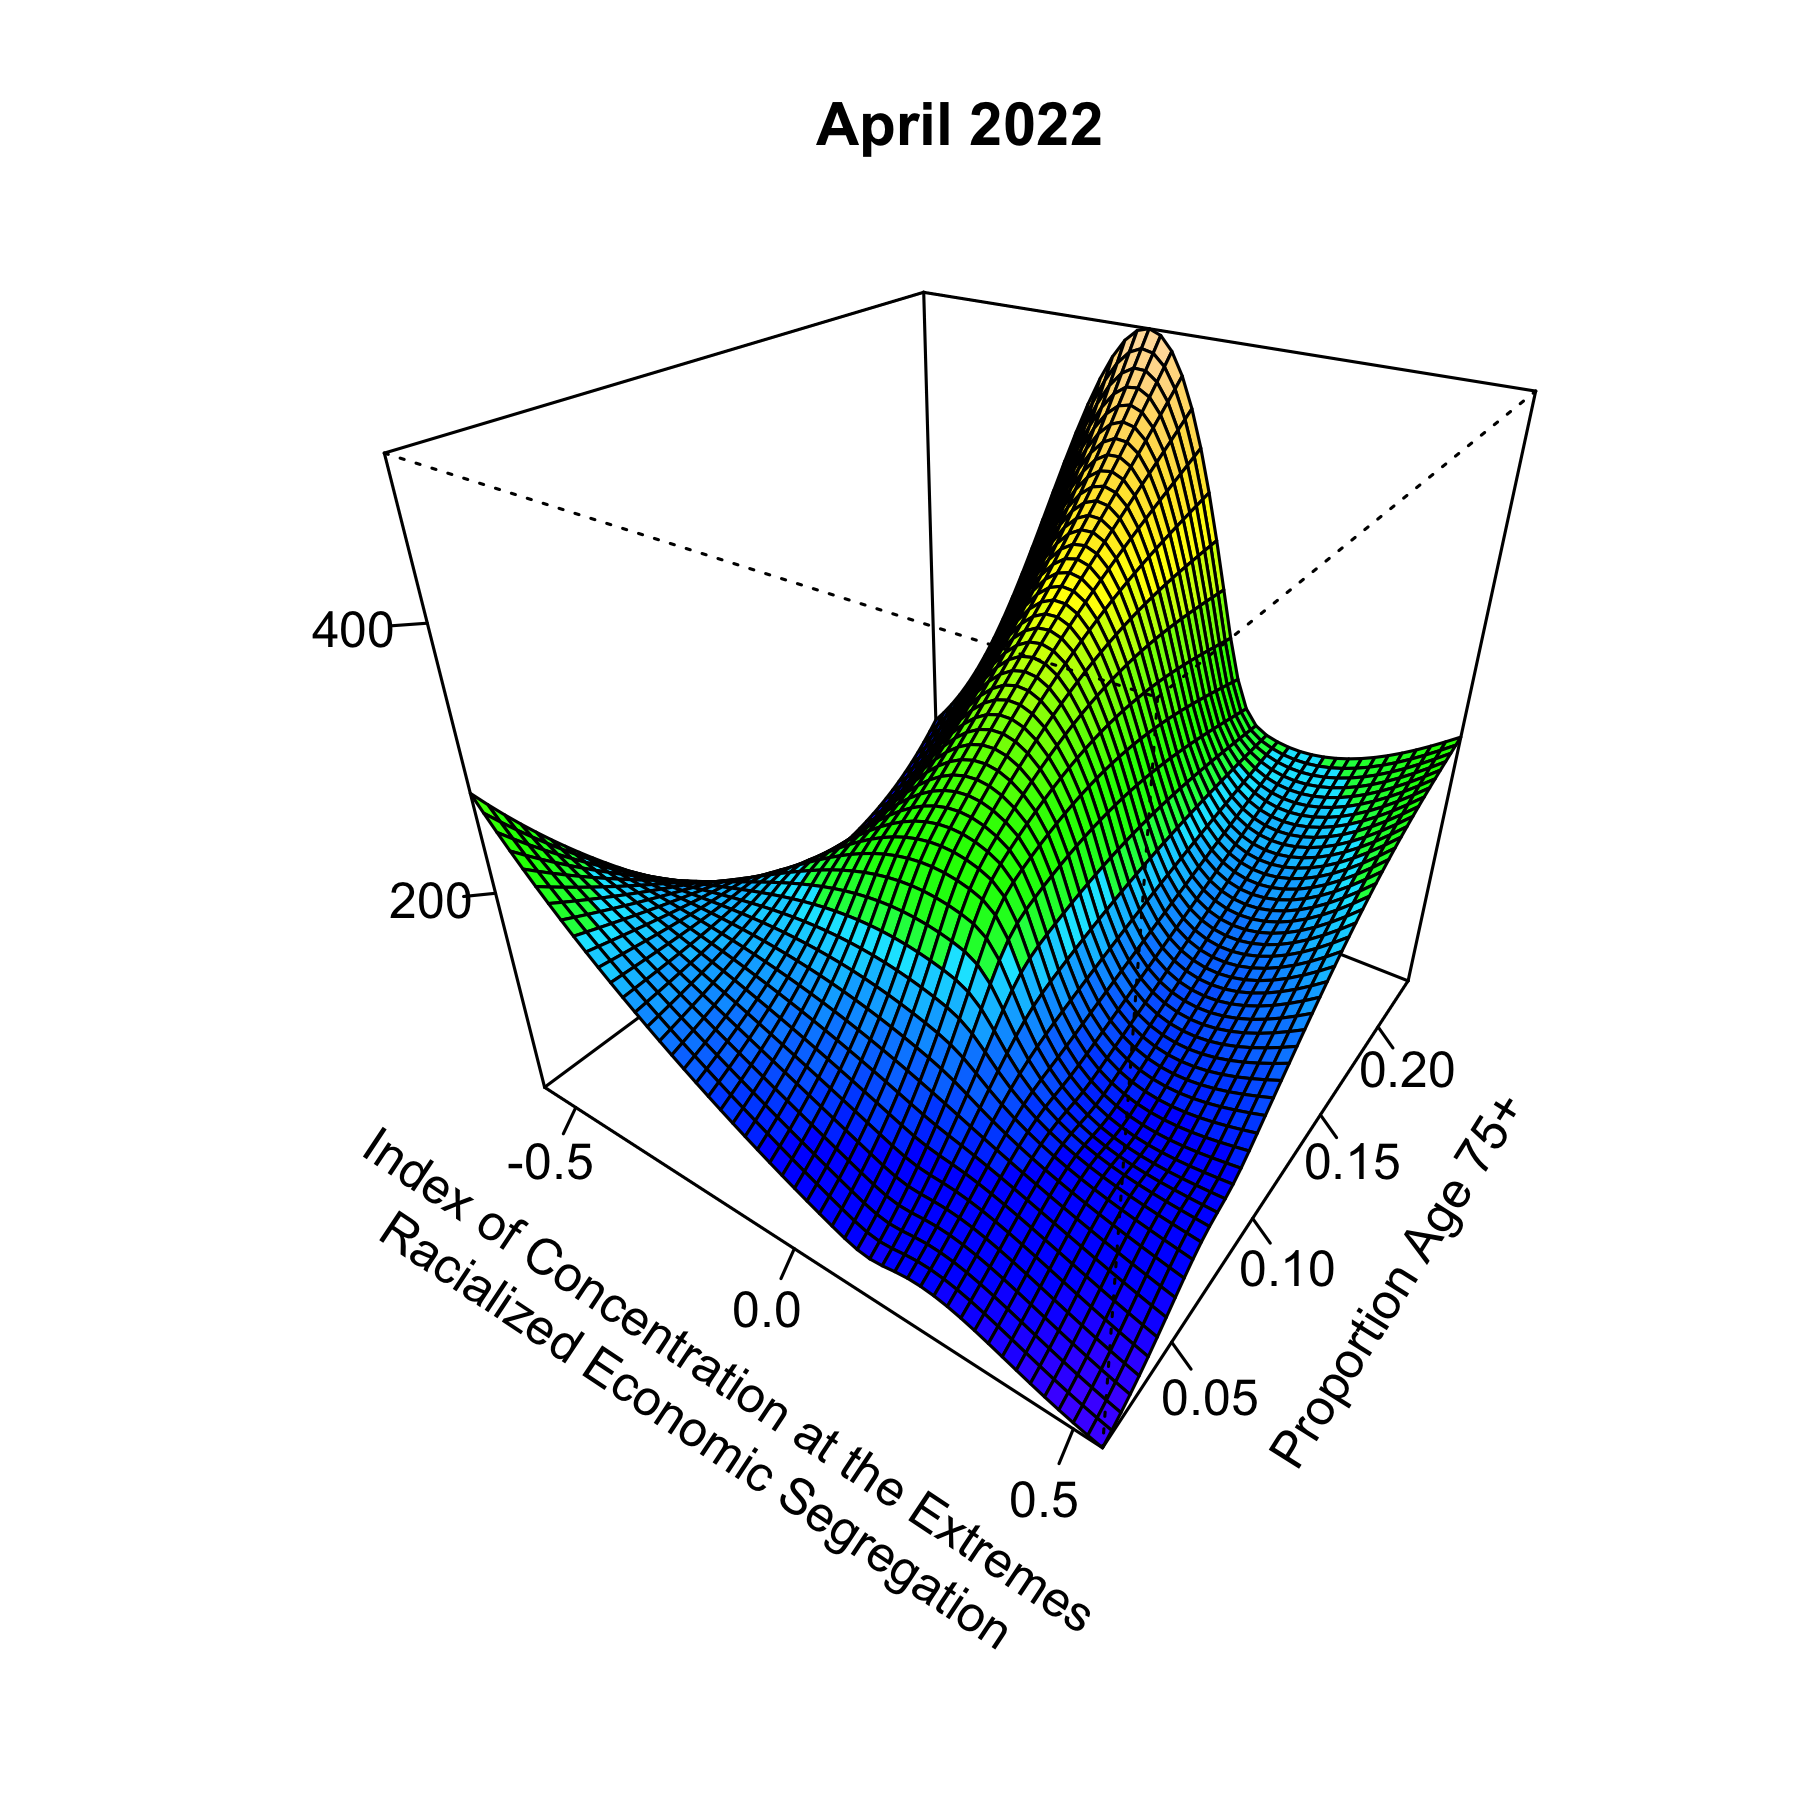 April 2022
400
200
-0.5
0.0
0.5
0.05
0.10
0.15
0.20
Index of Concentration at the Extremes
Racialized Economic Segregation
Proportion Age 75+